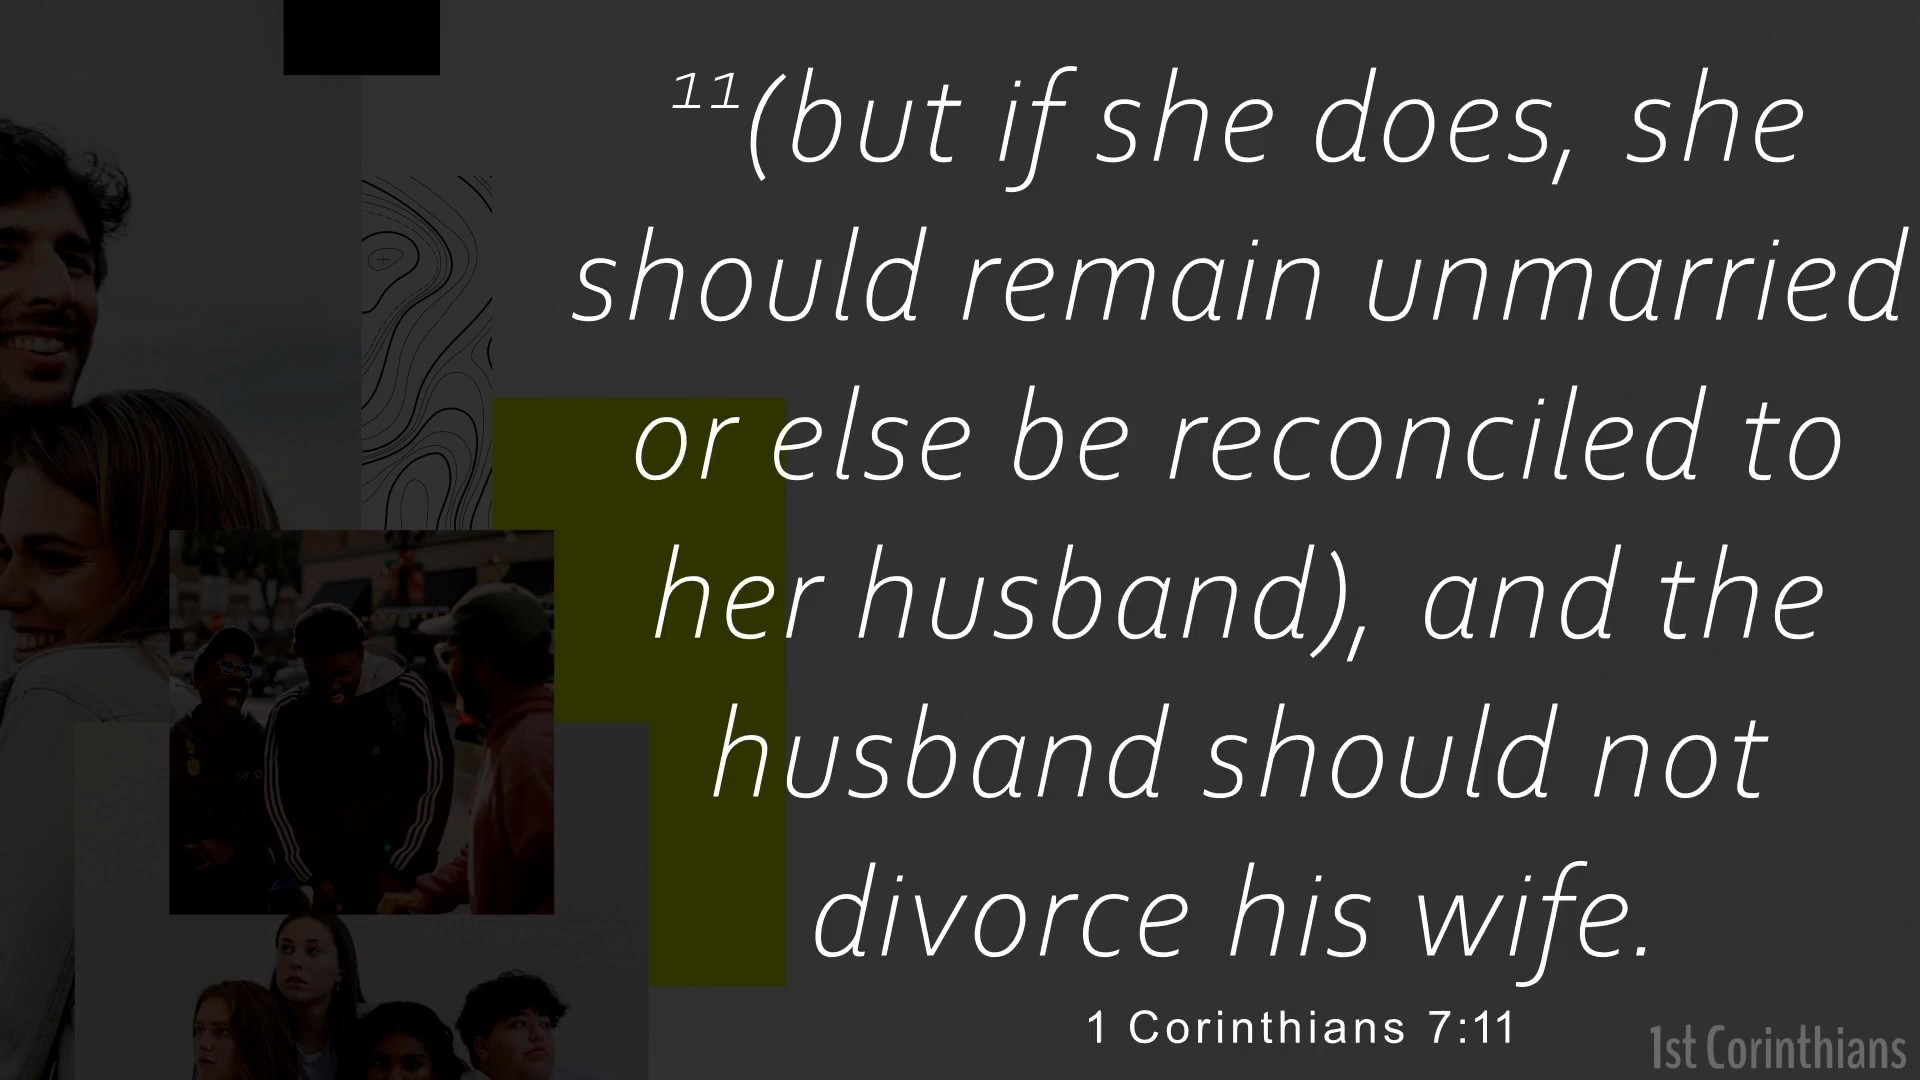 11(but if she does, she
should remain unmarried
or else be reconciled to
her husband), and the
husband should not
divorce his wife.
1 Corinthians 7:11
1st Corinthians